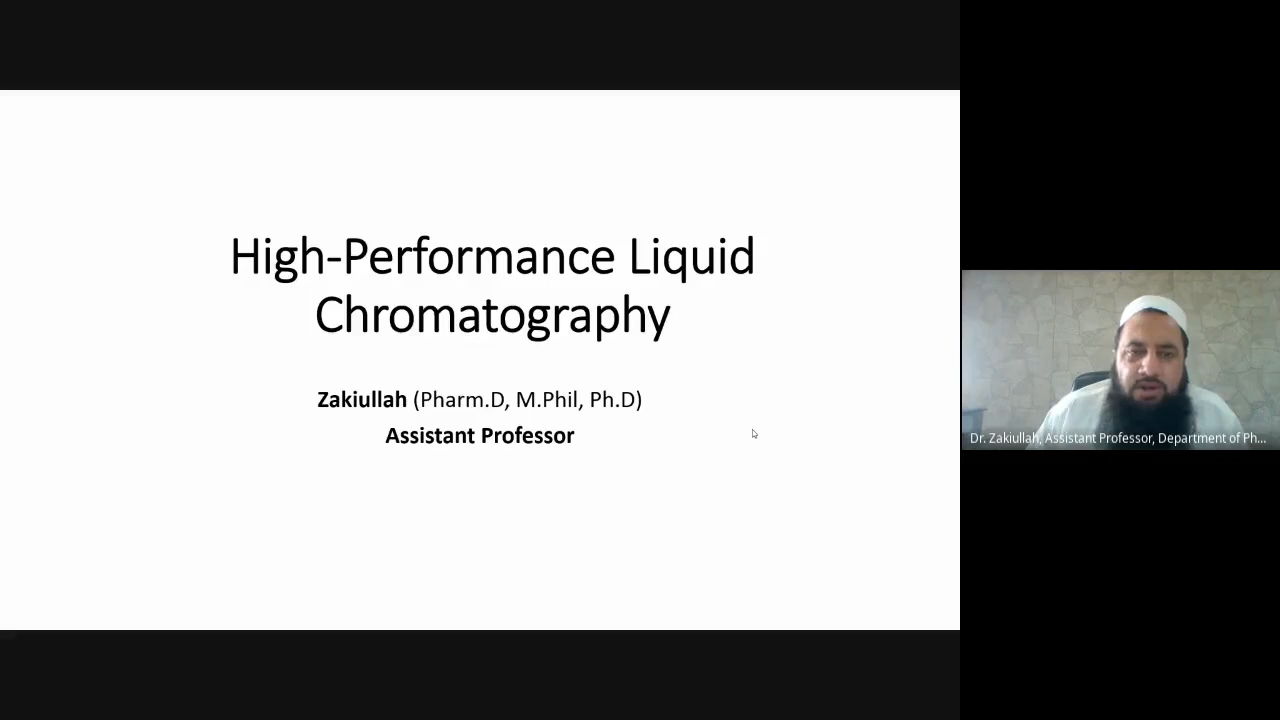 High-Performance Liquid
Chromatography
Zakiullah (Pharm.D, M.Phil, Ph.D)
Assistant Professor
Dr. Zakiullah, Assistant Professor, Department of Ph...